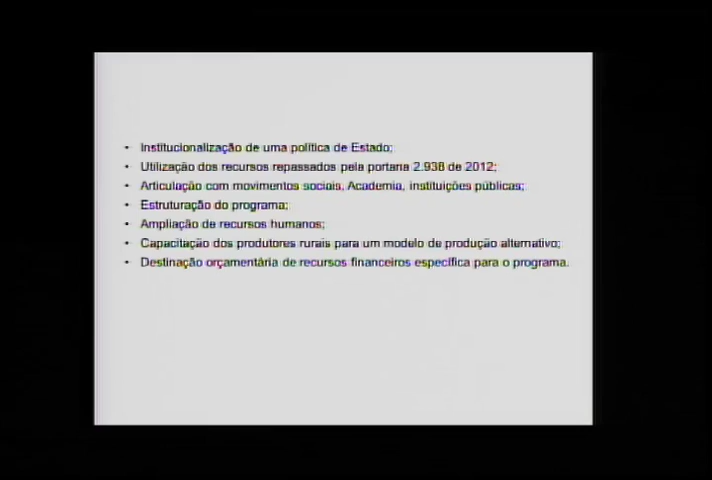 • Institucionalização de uma política de Estado;
• Utilização dos recursos repassados pela portaria 2.938 de 2012;
• Articulação com movimentos sociais, Academia, instituições públicas;
• Estruturação do programa;
• Ampliação de recursos humanos;
• Capacitação dos produtores rurais para um modelo de produção alternativo;
• Destinação orçamentária de recursos financeiros específica para o programa.